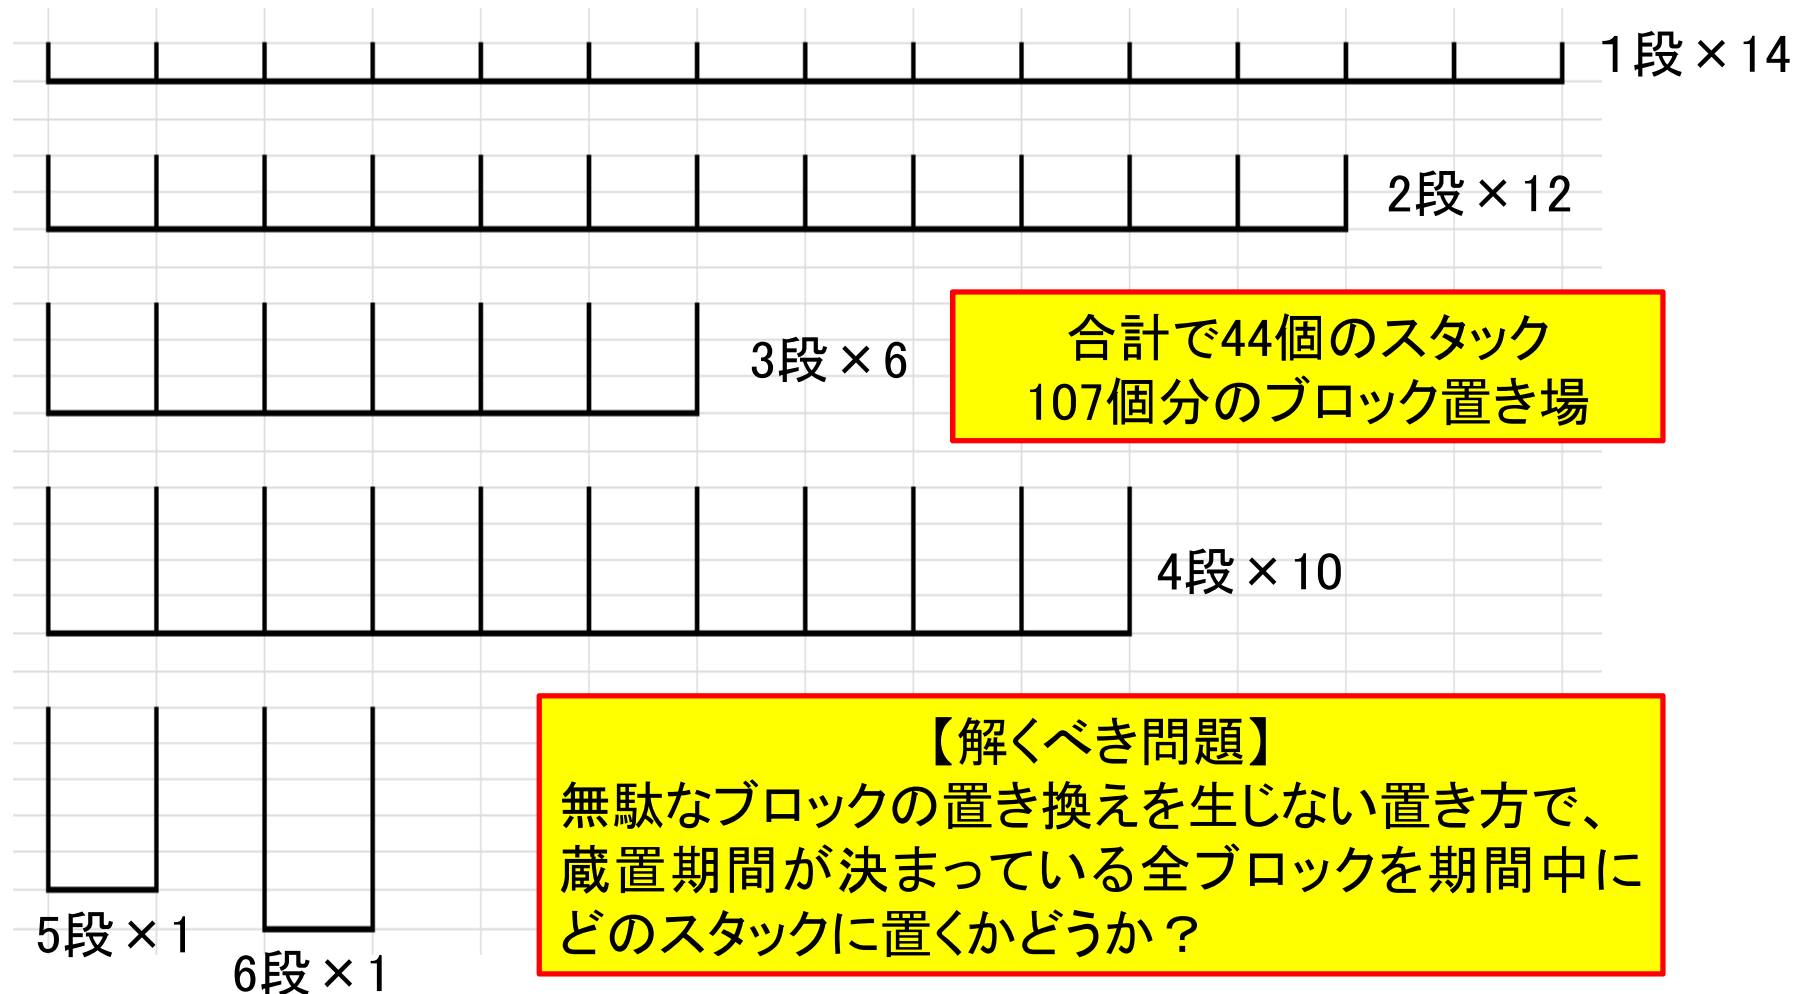 1段×14
2段×12
3段×6
合計で44個のスタック
107個分のブロック置き場
4段×10
【解くべき問題】
無駄なブロックの置き換えを生じない置き方で、
蔵置期間が決まっている全ブロックを期間中に
どのスタックに置くかどうか？
5段×1
6段×1